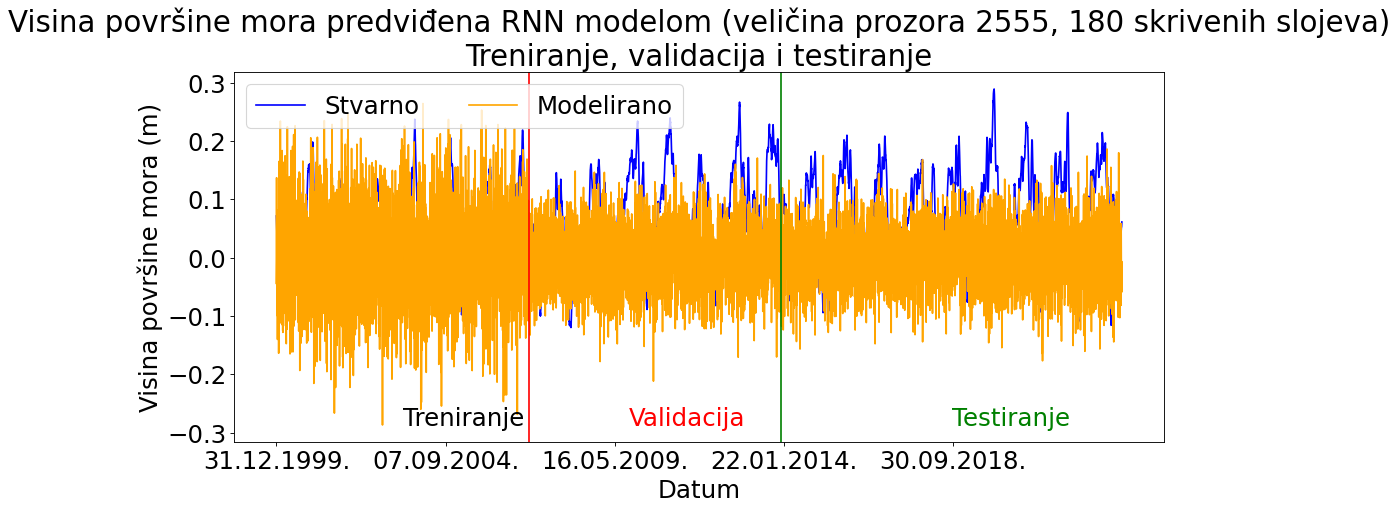 Visina površine mora predviđena RNN modelom (veličina prozora 2555, 180 skrivenih slojeva)
Treniranje, validacija i testiranje
Stvarno
Modelirano
Visina površine mora (m)
0.3
0.2
0.1
0.0
−0.1
−0.2
−0.3
Treniranje
Validacija
Testiranje
31.12.1999.
07.09.2004.
16.05.2009.
22.01.2014.
30.09.2018.
Datum